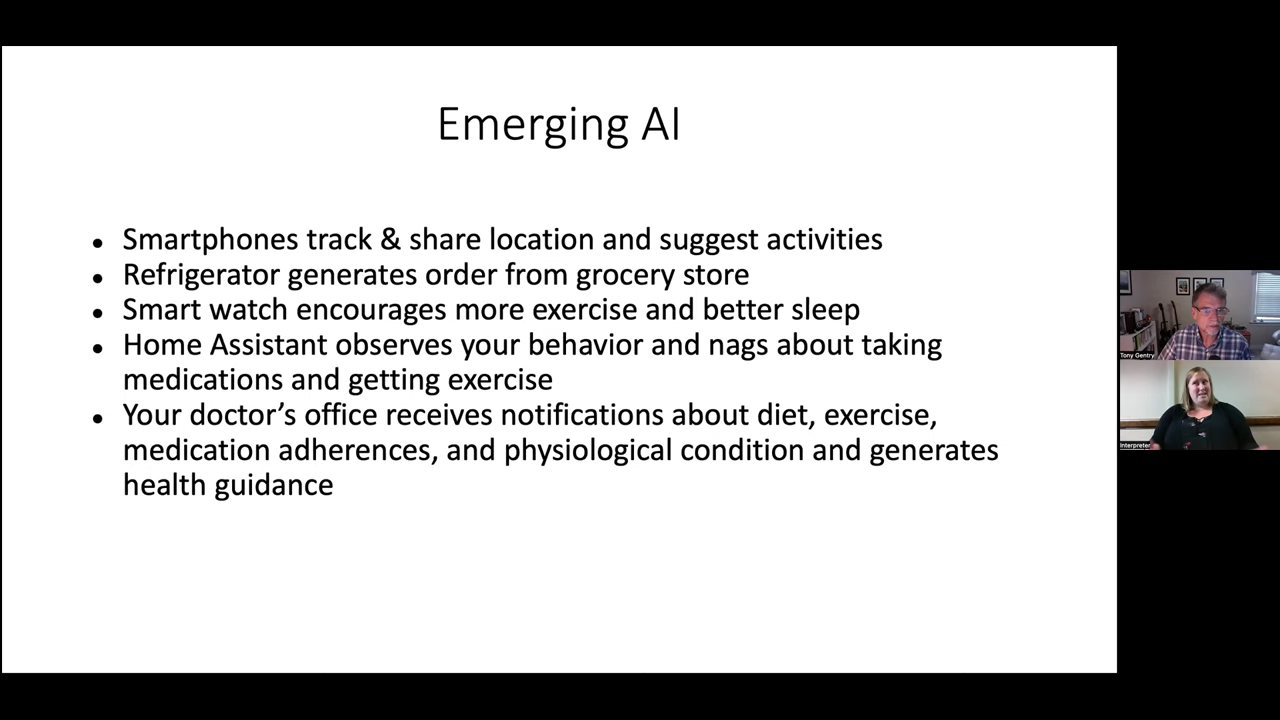 Emerging AI
• Smartphones track & share location and suggest activities
• Refrigerator generates order from grocery store
• Smart watch encourages more exercise and better sleep
• Home Assistant observes your behavior and nags about taking
medications and getting exercise
• Your doctor’s office receives notifications about diet, exercise,
medication adherences, and physiological condition and generates
health guidance
Tony Gentry
Interpreter